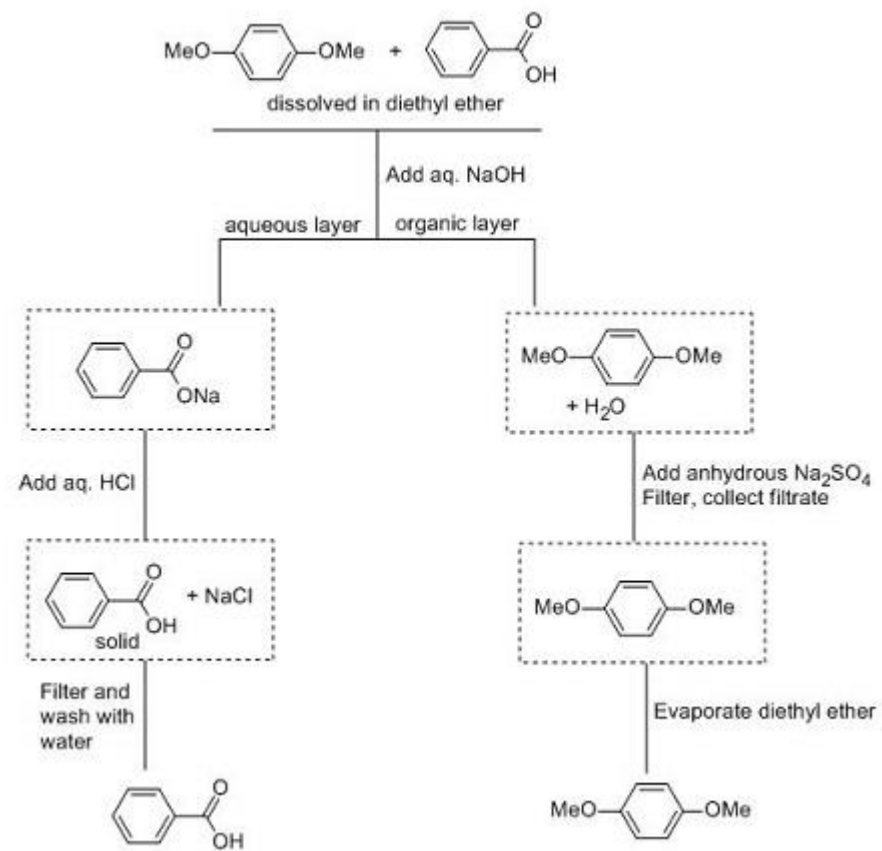 MeO OMe + O OH
dissolved in diethyl ether
Add aq. NaOH
aqueous layer organic layer
O ONa
MeO OMe
+ H₂O
Add aq. HCl
Add anhydrous Na₂SO₄
Filter, collect filtrate
O OH + NaCl
solid
MeO OMe
Filter and
wash with
water
Evaporate diethyl ether
O OH
MeO OMe